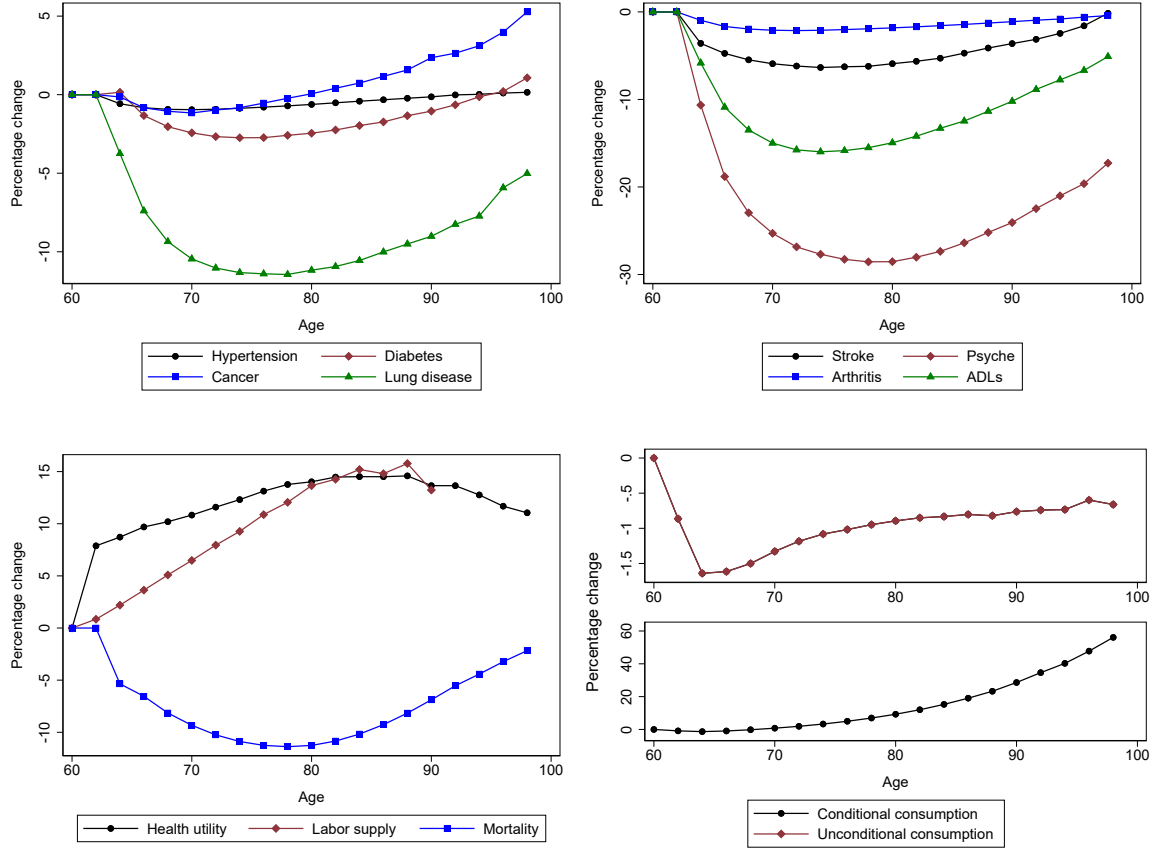 Percentage change
5
0
-5
-10
60
70
80
90
100
Age
Hypertension
Diabetes
Cancer
Lung disease
Percentage change
0
-10
-20
-30
60
70
80
90
100
Age
Stroke
Psyche
Arthritis
ADLs
Percentage change
15
10
5
0
-5
-10
60
70
80
90
100
Age
Health utility
Labor supply
Mortality
Percentage change
0
-.5
-1
-1.5
60
70
80
90
100
60
40
20
0
60
70
80
90
100
Age
Conditional consumption
Unconditional consumption